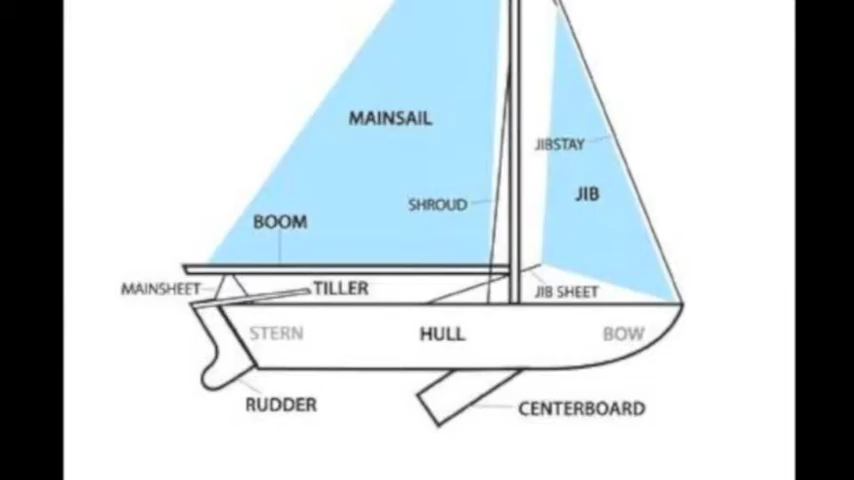 MAINSAIL
JIBSTAY
JIB
SHROUD
BOOM
MAINSHEET
TILLER
JIB SHEET
STERN
HULL
BOW
RUDDER
CENTERBOARD